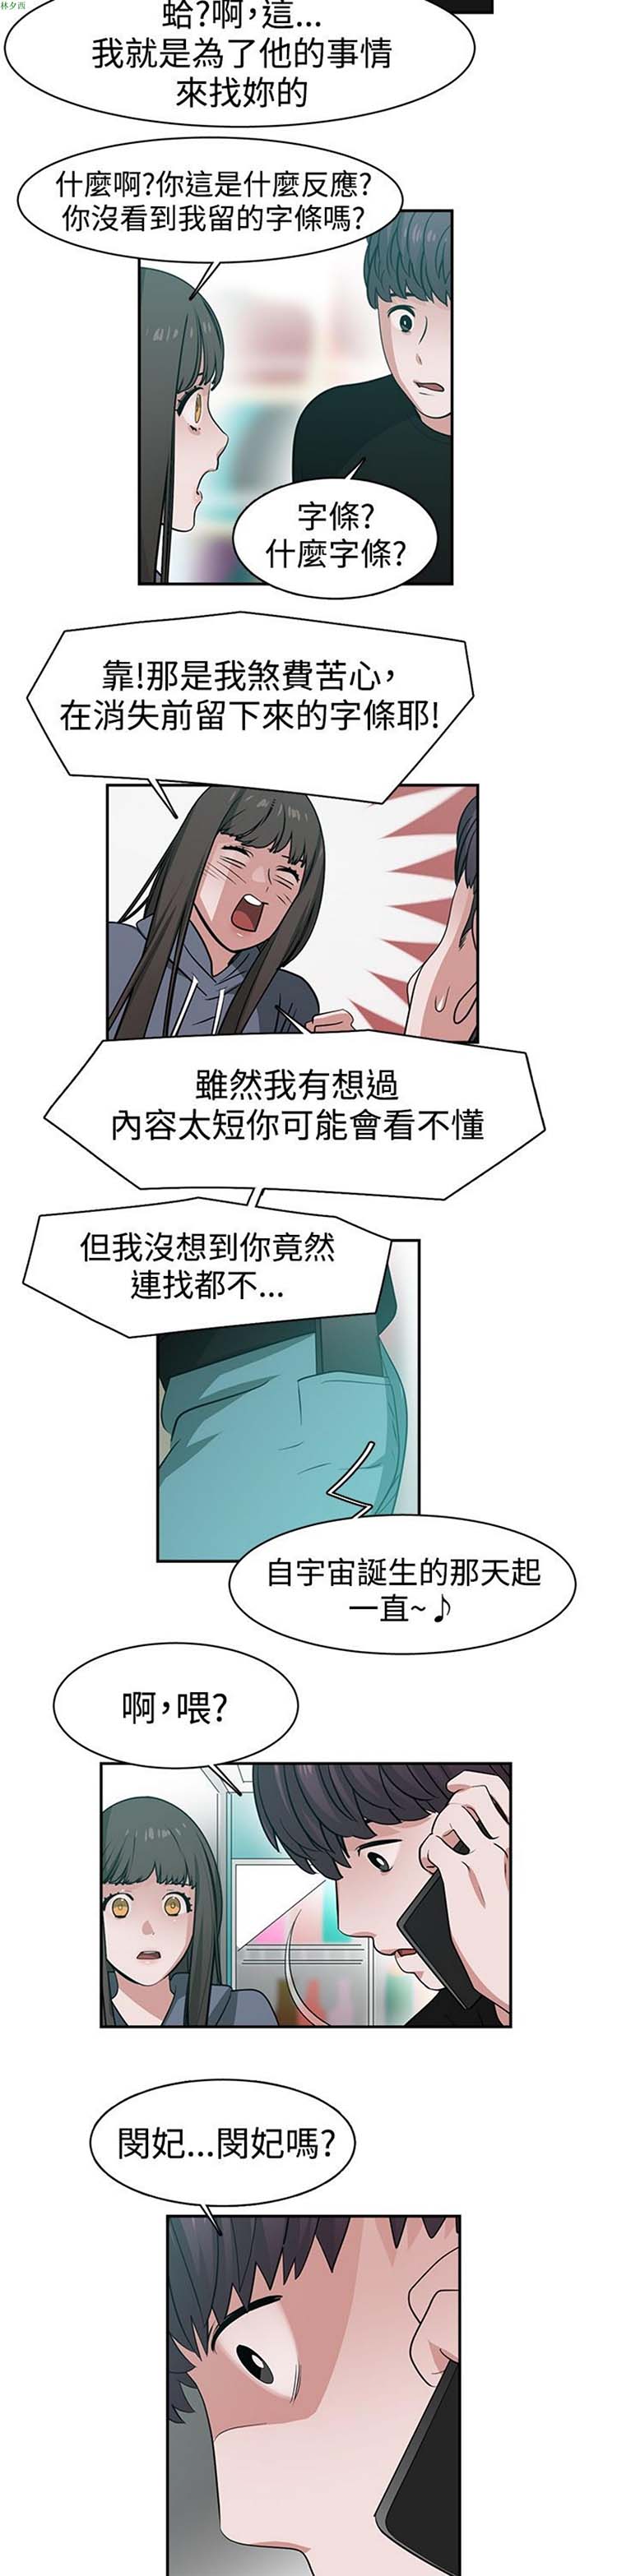 林夕西
蛤?啊，這...
我就是為了他的事情
來找妳的
什麼啊?你這是什麼反應?
你沒看到我留的字條嗎?
字條?
什麼字條?
靠!那是我煞費苦心，
在消失前留下來的字條耶!
雖然我有想過
內容太短你可能會看不懂
但我沒想到你竟然
連找都不...
自宇宙誕生的那天起
一直~♪
啊，喂?
閔妃...閔妃嗎?